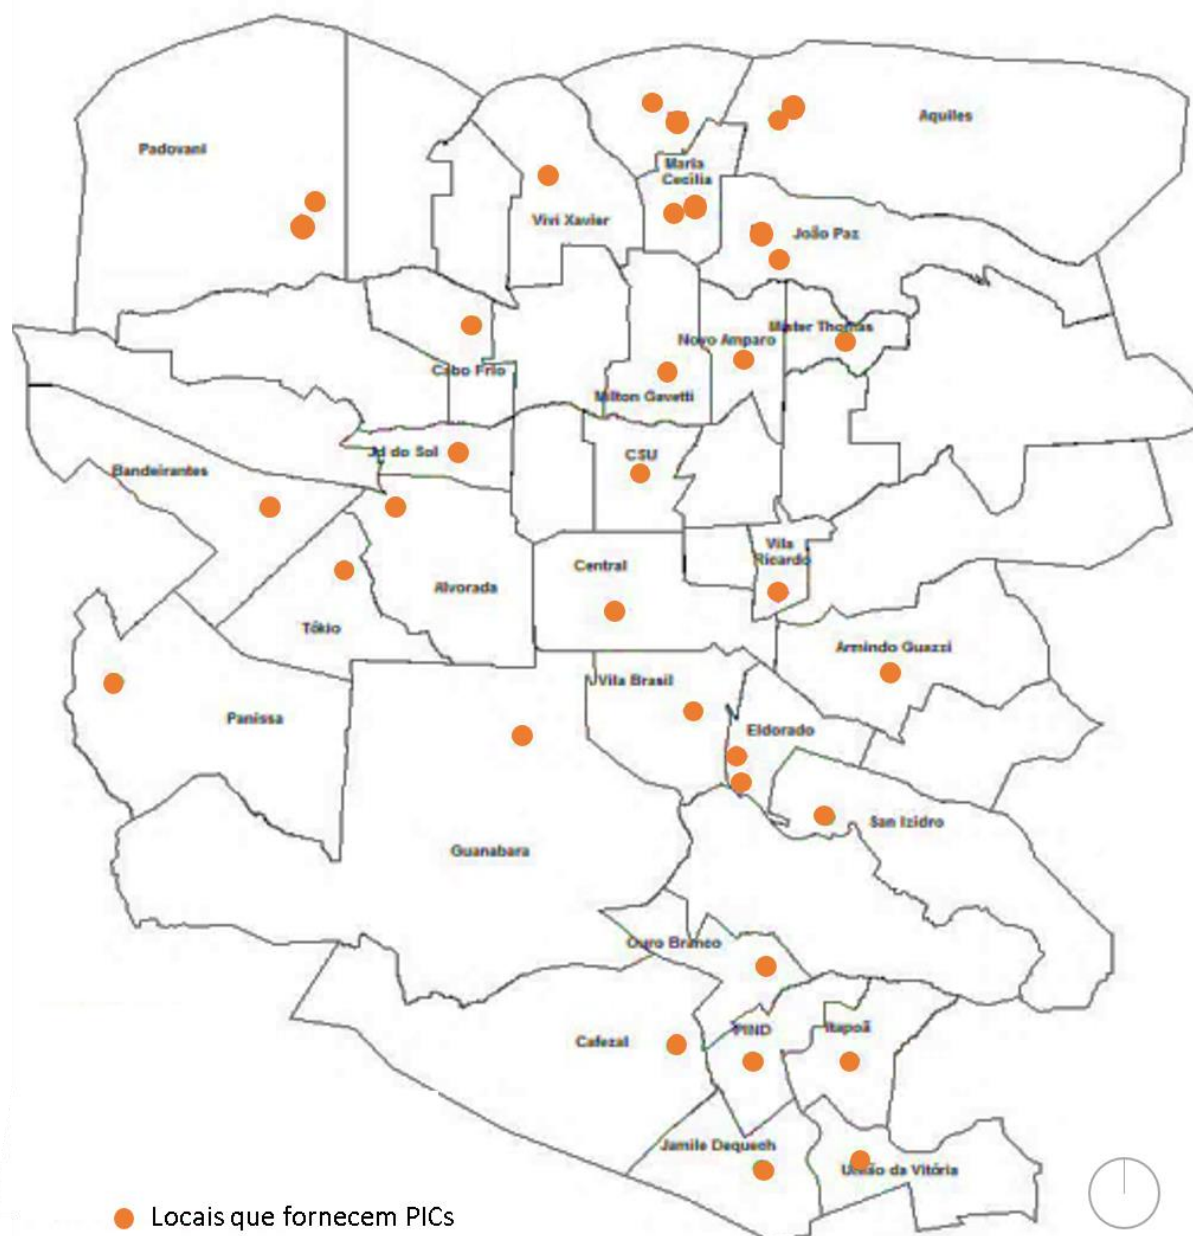 Aquiles
Padovani
Maria
Cecilia
Vivi Xavier
João Paz
Mister Thomas
Novo Amparo
Cabo Frio
Milton Gavetti
Jd do Sol
CSU
Bandeirantes
Vila
Ricardo
Central
Alvorada
Tókio
Armindo Guazzi
Vila Brasil
Panissa
Eldorado
San Izidro
Guanabara
Ouro Branco
PIND
Itapoã
Cafezal
Jamile Dequech
União da Vitória
Locais que fornecem PICs